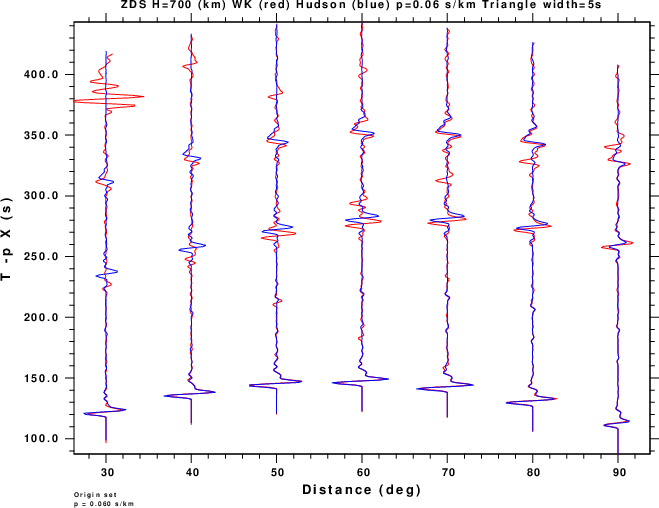 ZDS H=700 (km) WK (red) Hudson (blue) p=0.06 s/km Triangle width=5s
400.0
350.0
300.0
250.0
200.0
150.0
100.0
T -p X (s)
30 40 50 60 70 80 90
Distance (deg)
Origin set
p = 0.060 s/km